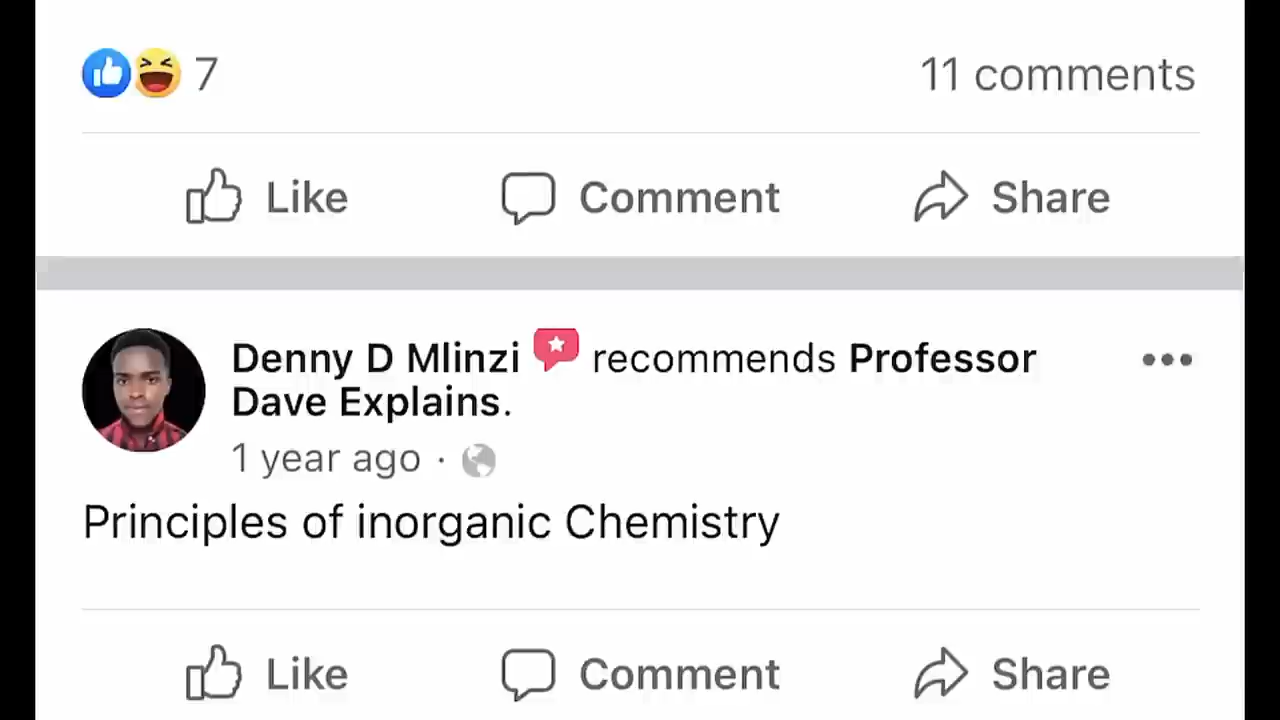 7 11 comments
Like Comment Share
Denny D Mlinzi recommends Professor
Dave Explains.
1 year ago ·
Principles of inorganic Chemistry
Like Comment Share